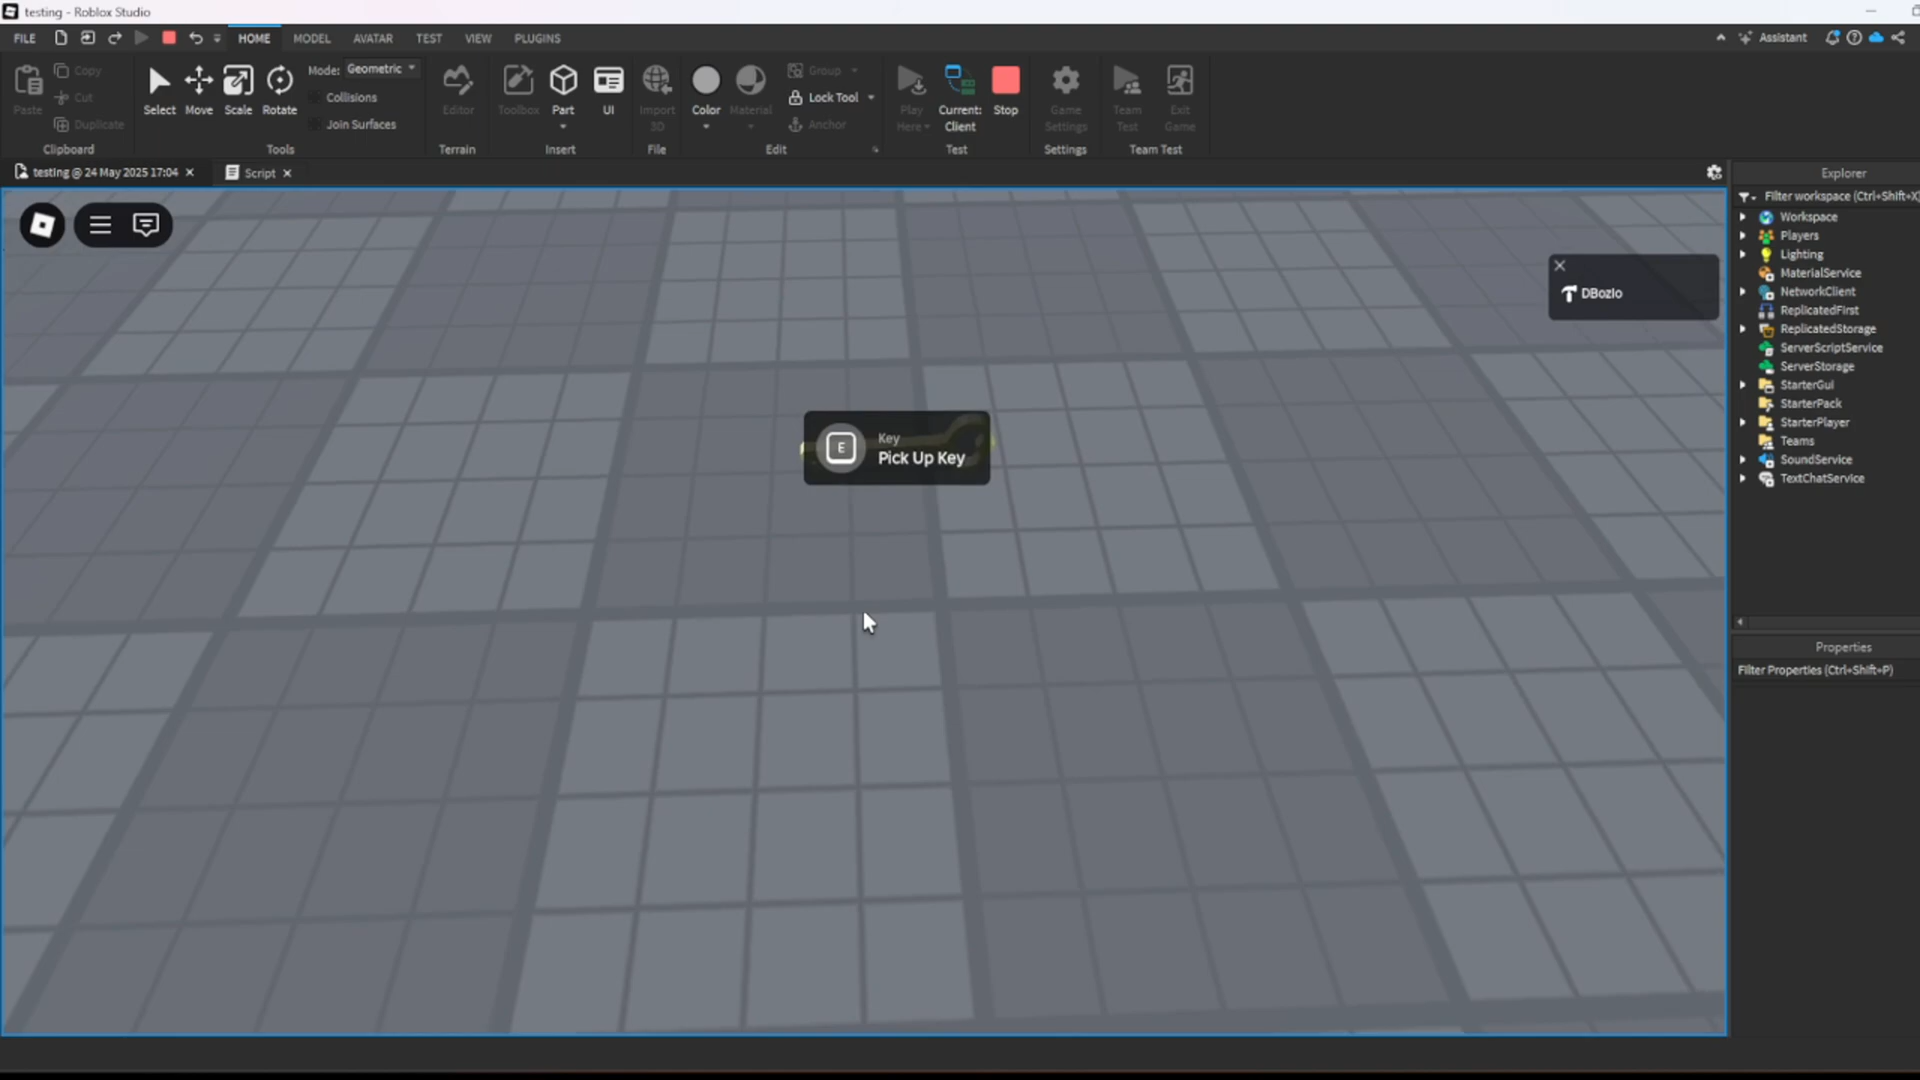 testing - Roblox Studio
FILE HOME MODEL AVATAR TEST VIEW PLUGINS Assistant
Paste Copy Cut Duplicate
Clipboard
Select Move Scale Rotate
Mode: Geometric
Collisions
Join Surfaces
Tools
Editor
Terrain
Toolbox Part UI
Insert
Import 3D
File
Color Material Group Lock Tool Anchor
Edit
Play Here Current: Client Stop
Test
Game Settings
Settings
Team Test Exit Game
Team Test
testing @ 24 May 2025 17:04 Script
DBozlo
E
Key
Pick Up Key
Explorer
Filter workspace (Ctrl+Shift+X)
Workspace
Players
Lighting
MaterialService
NetworkClient
ReplicatedFirst
ReplicatedStorage
ServerScriptService
ServerStorage
StarterGui
StarterPack
StarterPlayer
Teams
SoundService
TextChatService
Properties
Filter Properties (Ctrl+Shift+P)